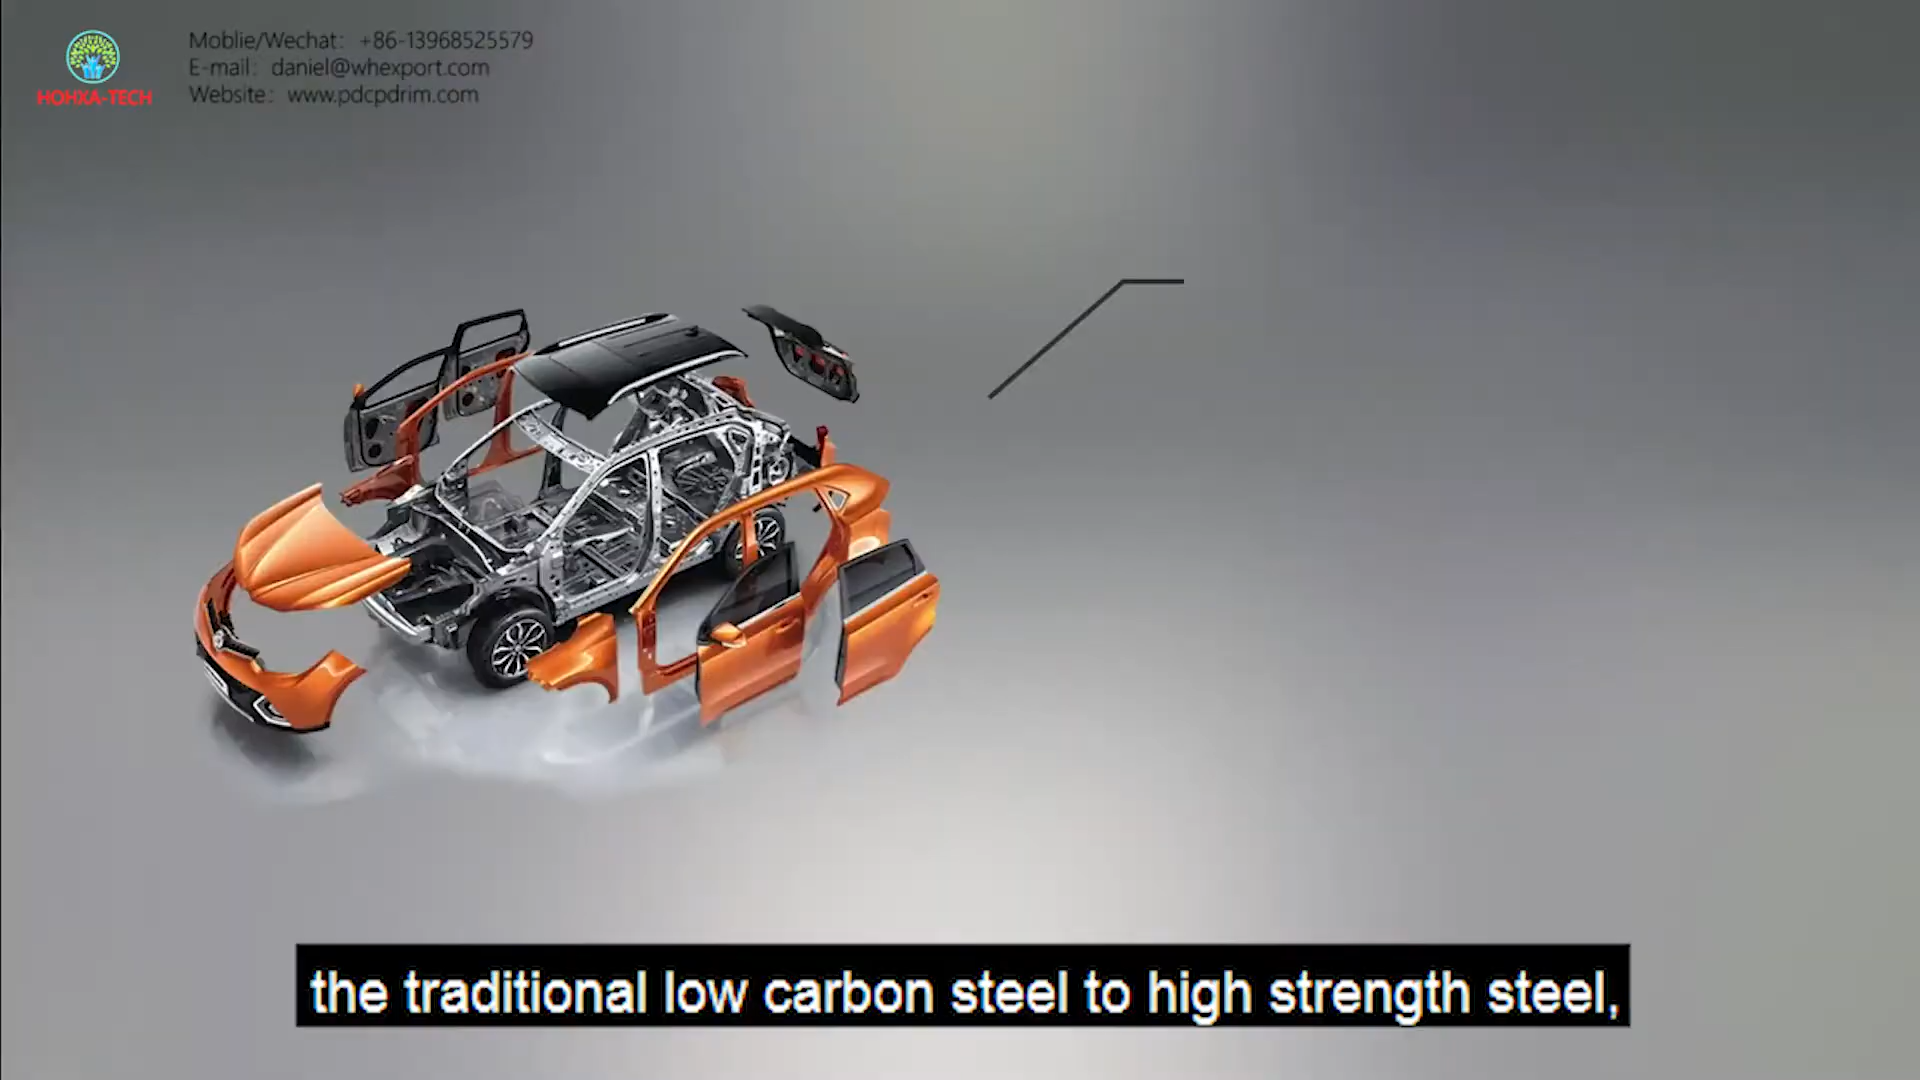 Moblie/Wechat: +86-13968525579
E-mail: daniel@whexport.com
Website: www.pdcpdrim.com
HOHXA-TECH
the traditional low carbon steel to high strength steel,